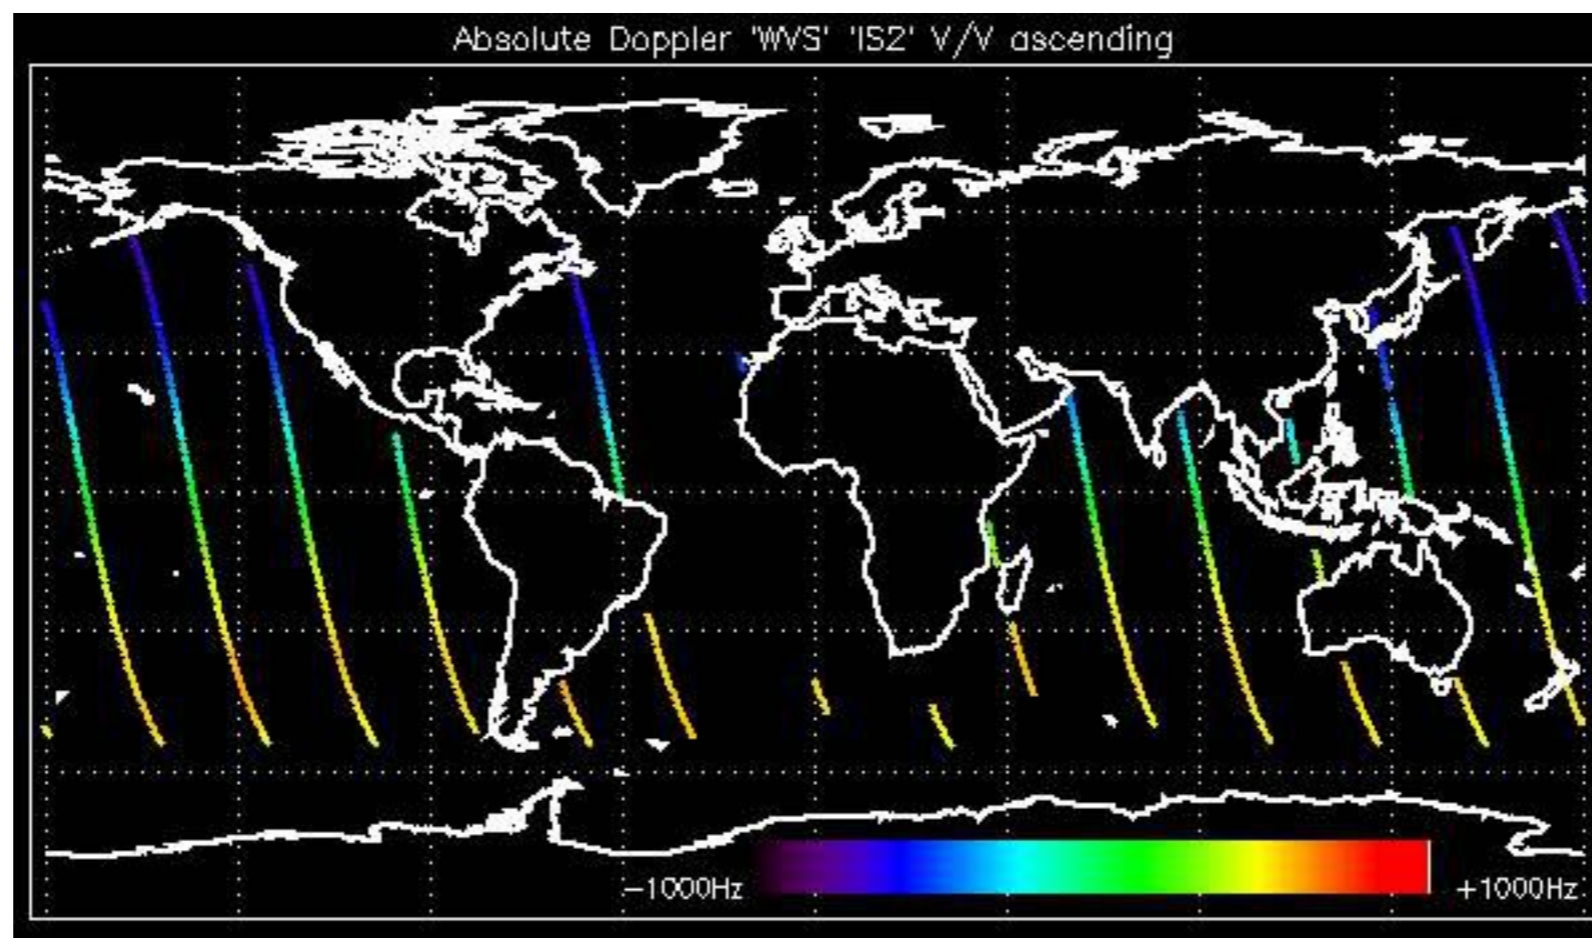 Absolute Doppler 'WVS' 'IS2' V/V ascending
-1000Hz +1000Hz